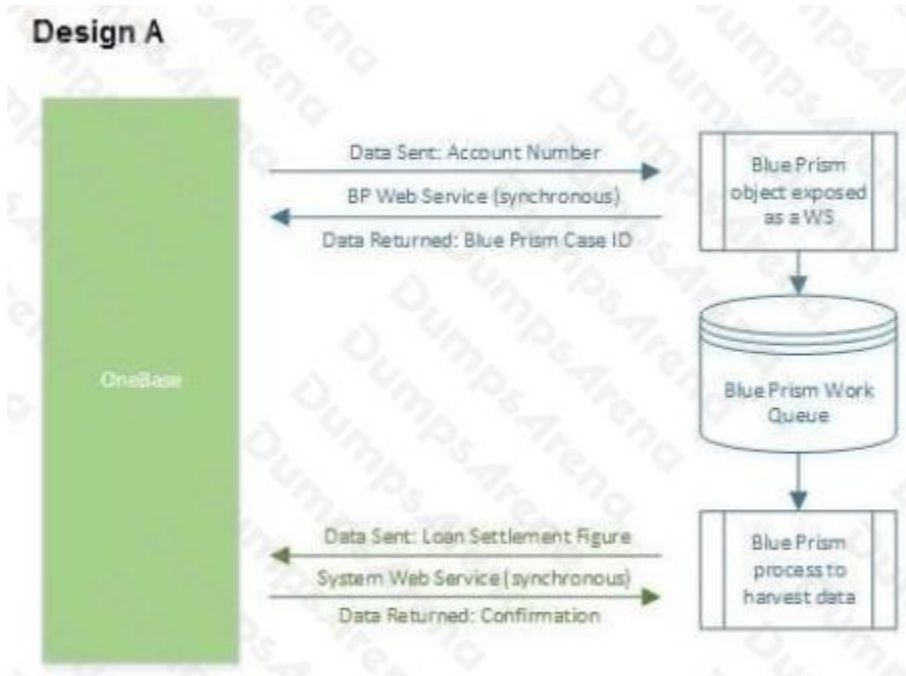 Design A
Data Sent: Account Number
BP Web Service (synchronous)
Data Returned: Blue Prism Case ID
Blue Prism
object exposed
as a WS
OneBase
Blue Prism Work
Queue
Data Sent: Loan Settlement Figure
System Web Service (synchronous)
Data Returned: Confirmation
Blue Prism
process to
harvest data
DumpsArena